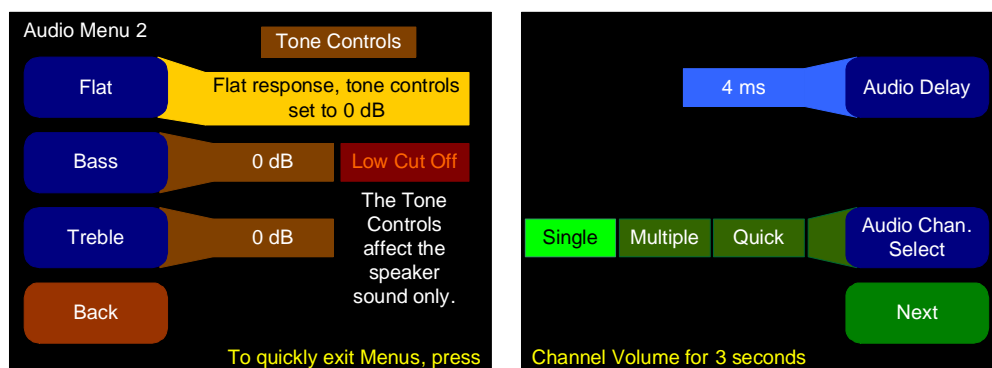 Audio Menu 2
Tone Controls
Flat
Flat response, tone controls
set to 0 dB
Bass
0 dB
Low Cut Off
The Tone
Controls
affect the
speaker
sound only.
Treble
0 dB
Back
To quickly exit Menus, press
4 ms
Audio Delay
Single
Multiple
Quick
Audio Chan.
Select
Next
Channel Volume for 3 seconds